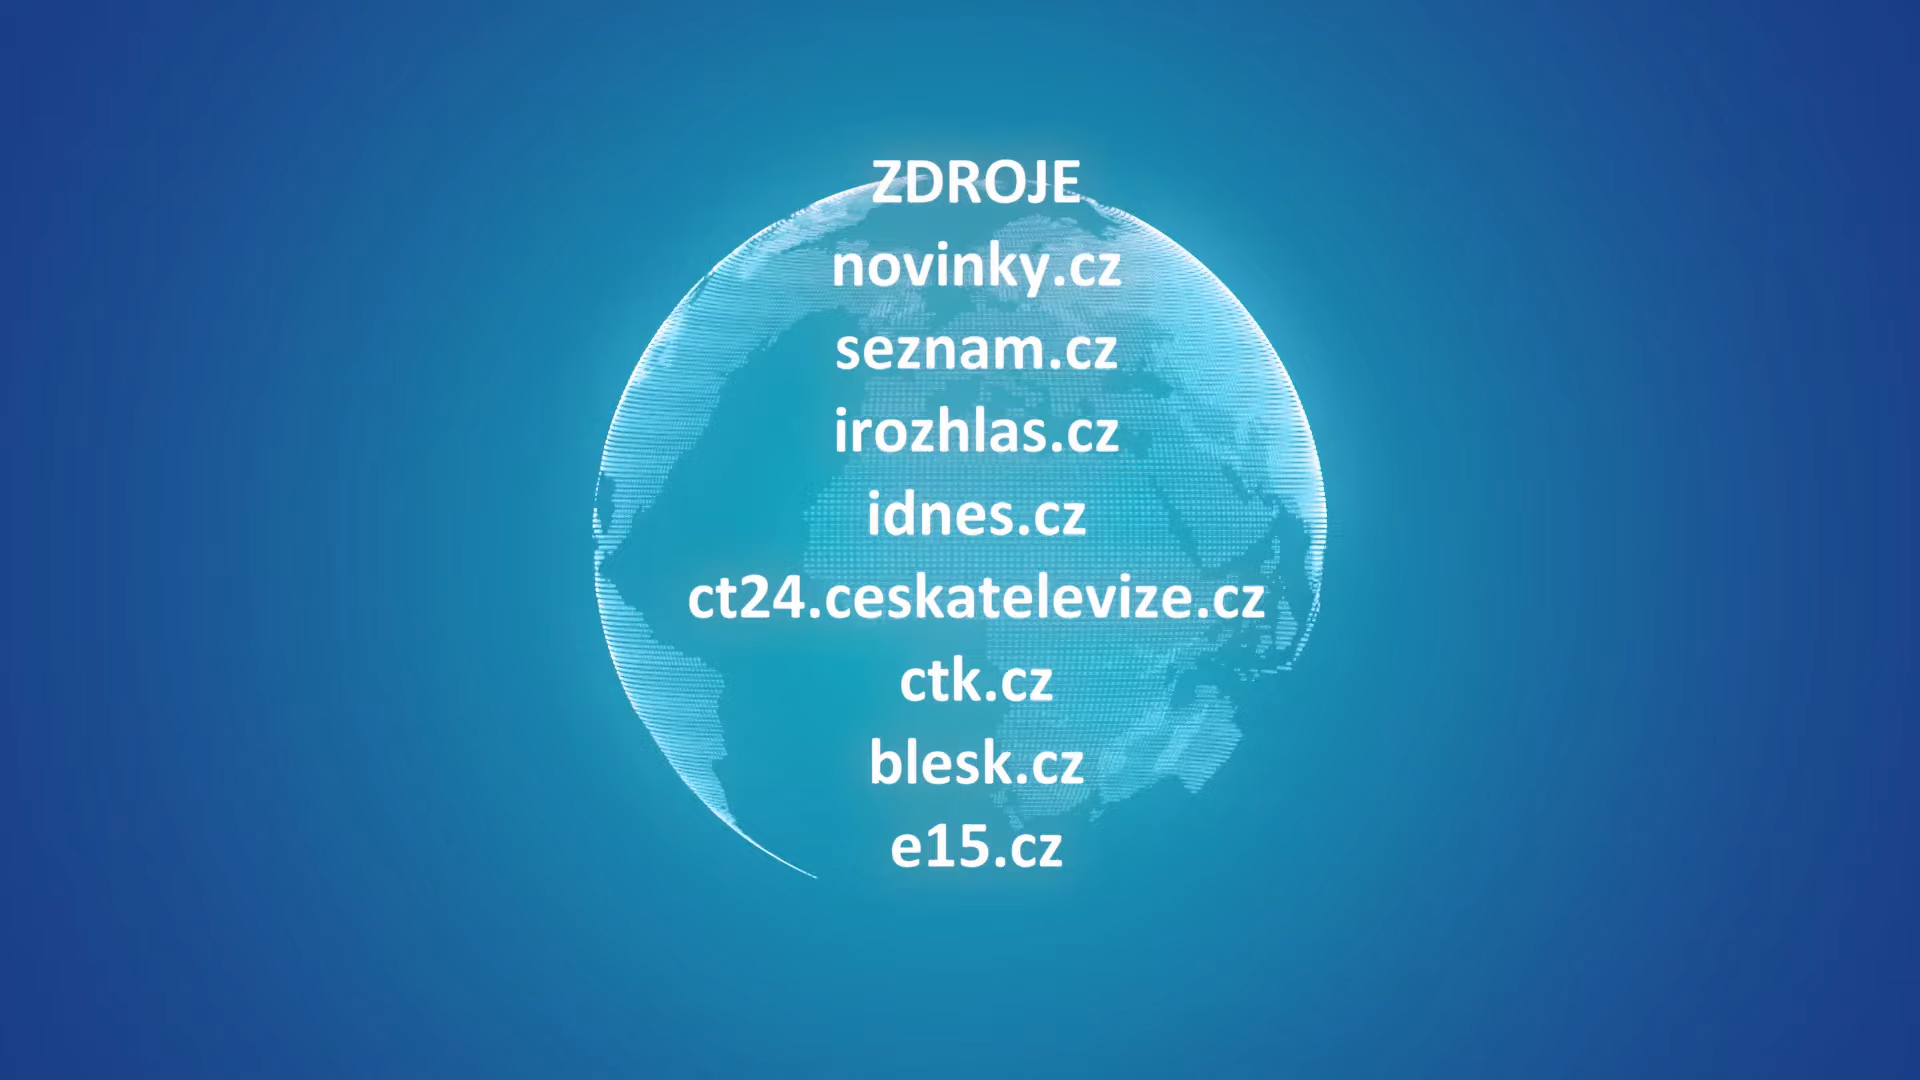 ZDROJE
novinky.cz
seznam.cz
irozhlas.cz
idnes.cz
ct24.ceskatelevize.cz
ctk.cz
blesk.cz
e15.cz